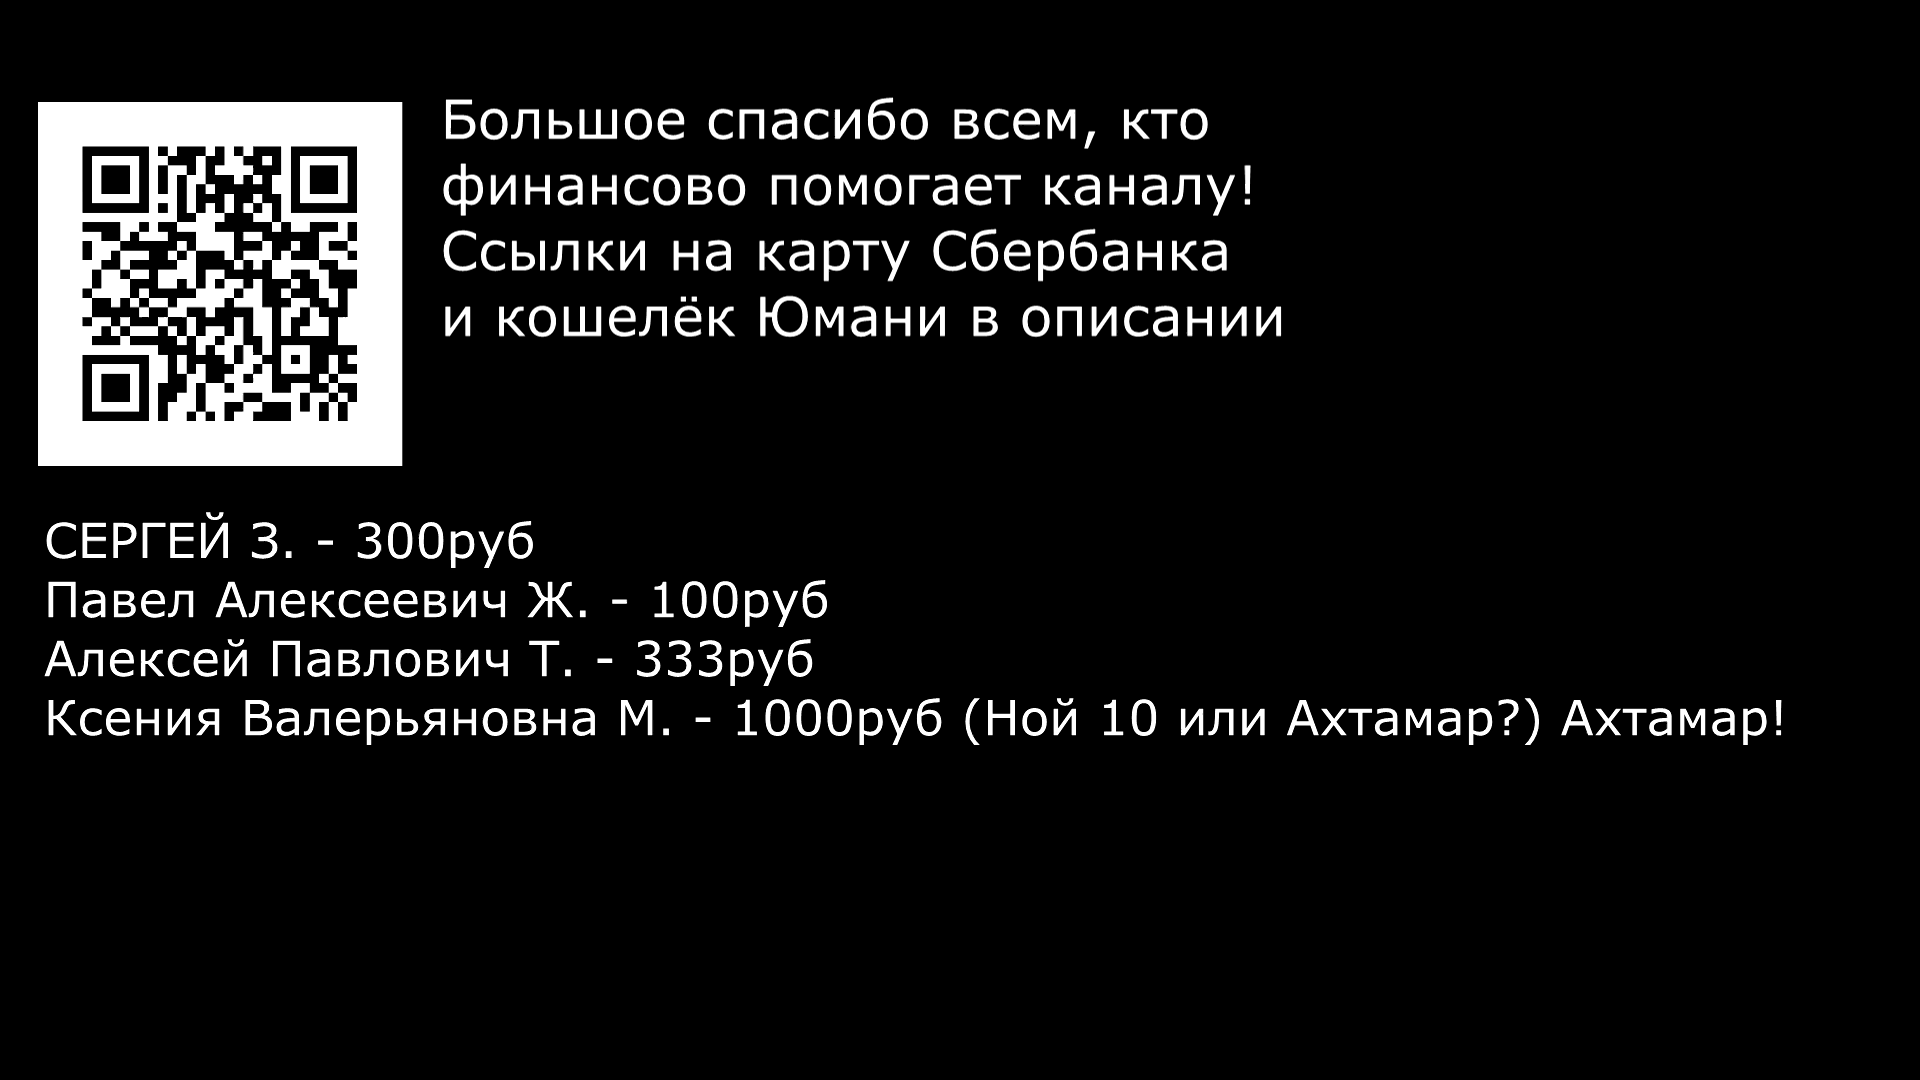 Большое спасибо всем, кто
финансово помогает каналу!
Ссылки на карту Сбербанка
и кошелёк Юмани в описании
СЕРГЕЙ З. - 300руб
Павел Алексеевич Ж. - 100руб
Алексей Павлович Т. - 333руб
Ксения Валерьяновна М. - 1000руб (Ной 10 или Ахтамар?) Ахтамар!